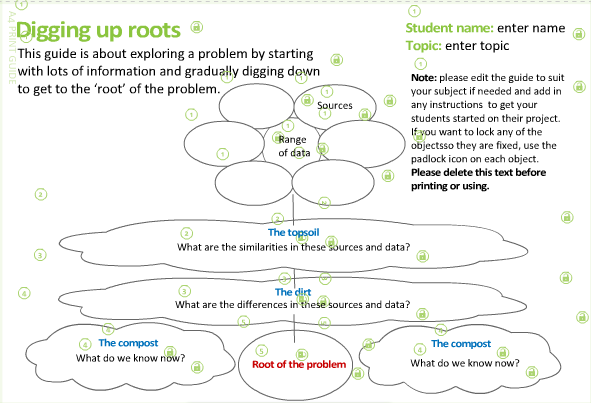 Digging up roots
Student name: enter name
Topic: enter topic
This guide is about exploring a problem by starting
with lots of information and gradually digging down
to get to the 'root' of the problem.
Note: please edit the guide to suit
your subject if needed and add in
any instructions to get your
students started on their project.
If you want to lock any of the
objectsso they are fixed, use the
padlock icon on each object.
Please delete this text before
printing or using.
A4 PRINT GUIDE
Sources
Range
of data
The topsoil
What are the similarities in these sources and data?
The dirt
What are the differences in these sources and data?
The compost
What do we know now?
Root of the problem
The compost
What do we know now?